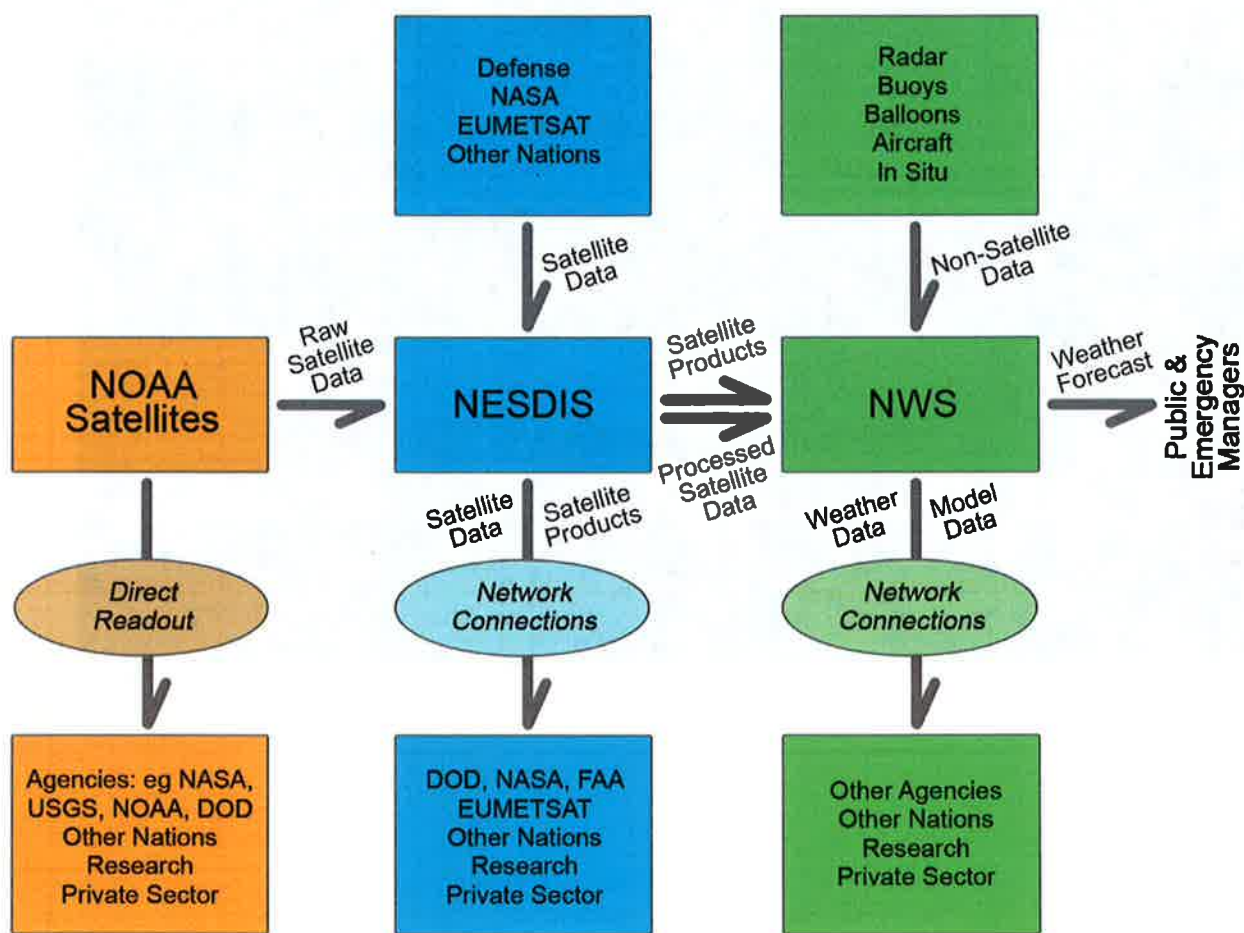 Defense
NASA
EUMETSAT
Other Nations
Radar
Buoys
Balloons
Aircraft
In Situ
Satellite
Data
Non-Satellite
Data
NOAA
Satellites
Raw
Satellite
Data
NESDIS
Satellite
Products
Processed
Satellite
Data
NWS
Weather
Forecast
Public &
Emergency
Managers
Satellite
Data
Satellite
Products
Weather
Data
Model
Data
Direct
Readout
Network
Connections
Network
Connections
Agencies: eg NASA,
USGS, NOAA, DOD
Other Nations
Research
Private Sector
DOD, NASA, FAA
EUMETSAT
Other Nations
Research
Private Sector
Other Agencies
Other Nations
Research
Private Sector